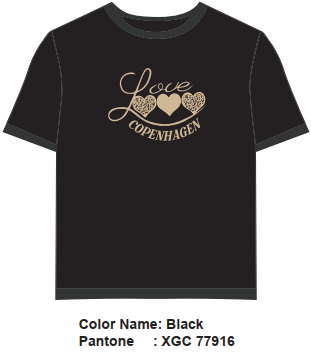 Love
COPENHAGEN
Color Name: Black
Pantone : XGC 77916